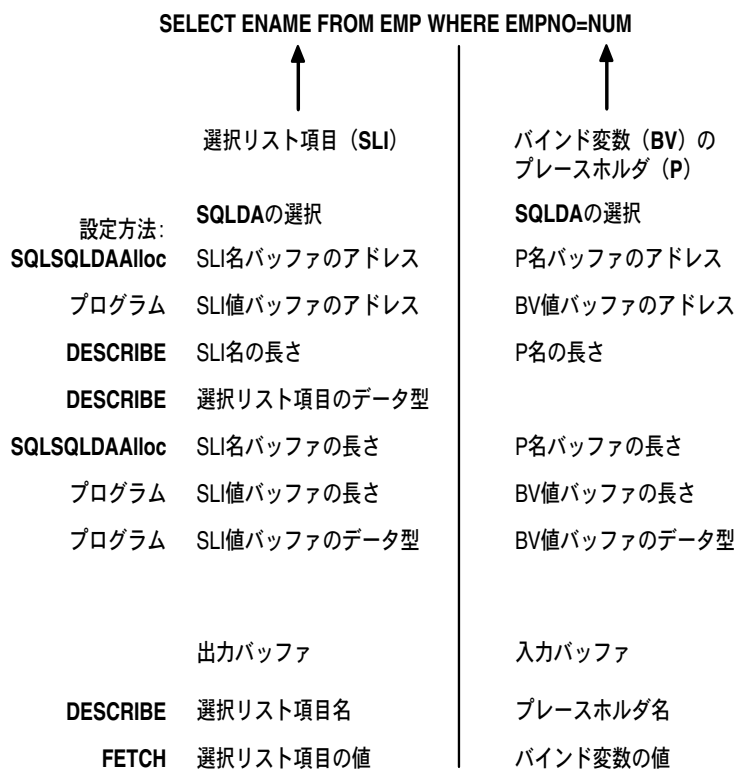 SELECT ENAME FROM EMP WHERE EMPNO=NUM
選択リスト項目（SLI） バインド変数（BV）の
プレースホルダ（P）
設定方法: SQLDAの選択 SQLDAの選択
SQLSQLDAAlloc SLI名バッファのアドレス P名バッファのアドレス
プログラム SLI値バッファのアドレス BV値バッファのアドレス
DESCRIBE SLI名の長さ P名の長さ
DESCRIBE 選択リスト項目のデータ型
SQLSQLDAAlloc SLI名バッファの長さ P名バッファの長さ
プログラム SLI値バッファの長さ BV値バッファの長さ
プログラム SLI値バッファのデータ型 BV値バッファのデータ型
出力バッファ 入力バッファ
DESCRIBE 選択リスト項目名 プレースホルダ名
FETCH 選択リスト項目の値 バインド変数の値